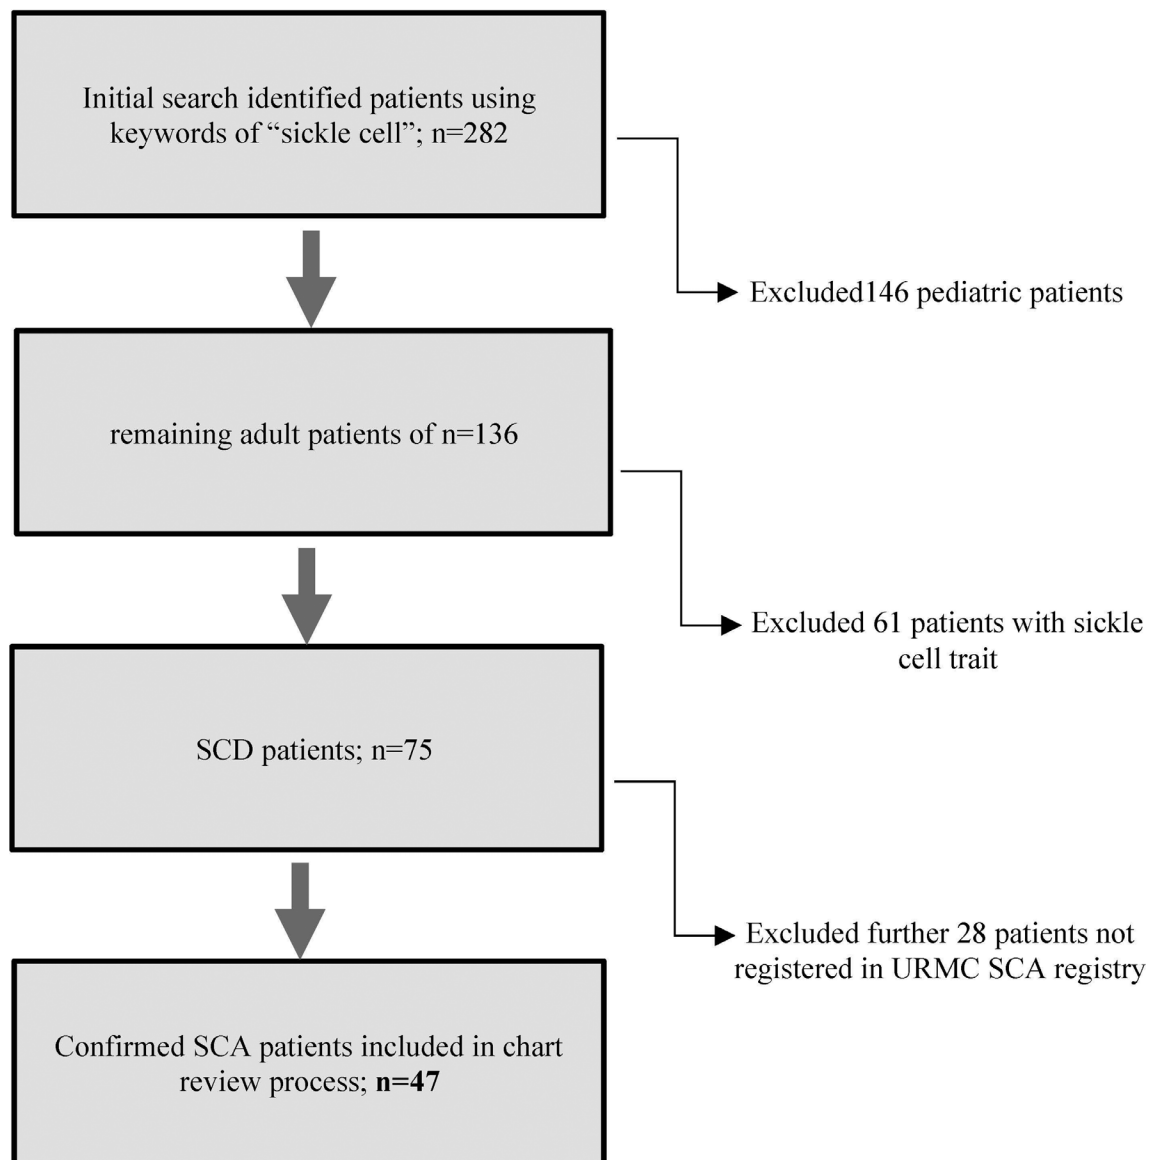 Initial search identified patients using
keywords of “sickle cell”; n=282
Excluded146 pediatric patients
remaining adult patients of n=136
Excluded 61 patients with sickle
cell trait
SCD patients; n=75
Excluded further 28 patients not
registered in URMC SCA registry
Confirmed SCA patients included in chart
review process; n=47